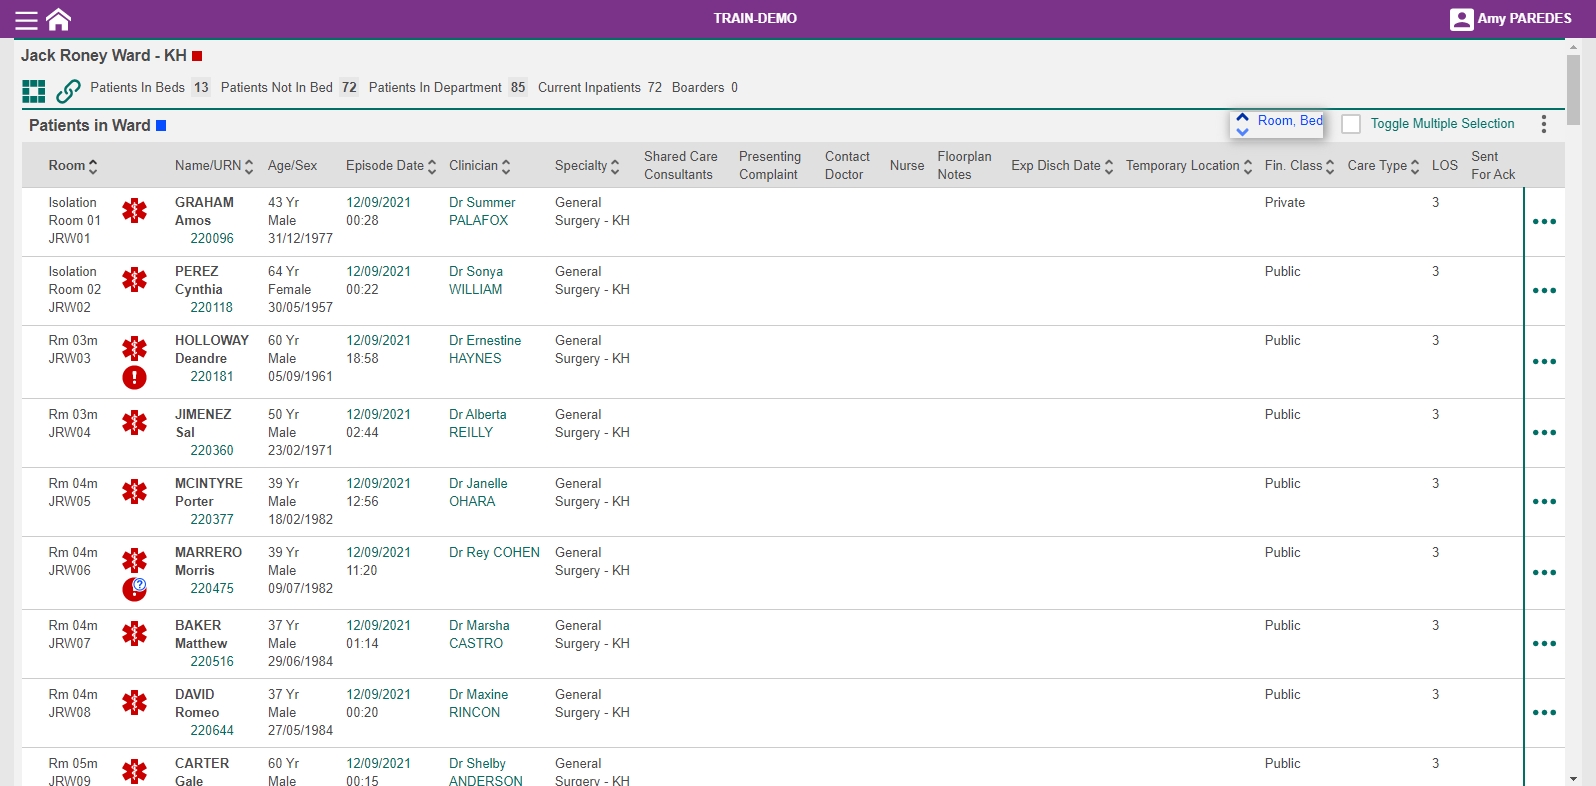 TRAIN-DEMO
Amy PAREDES
Jack Roney Ward - KH
Patients In Beds 13 Patients Not In Bed 72 Patients In Department 85 Current Inpatients 72 Boarders 0
Patients in Ward
Room, Bed
Toggle Multiple Selection
Room Name/URN Age/Sex Episode Date Clinician Specialty Shared Care Consultants Presenting Complaint Contact Doctor Nurse Floorplan Notes Exp Disch Date Temporary Location Fin. Class Care Type LOS Sent For Ack
Isolation GRAHAM 43 Yr 12/09/2021 Dr Summer General Private 3
Room 01 Amos Male 00:28 PALAFOX Surgery - KH
JRW01 220096 31/12/1977
Isolation PEREZ 64 Yr 12/09/2021 Dr Sonya General Public 3
Room 02 Cynthia Female 00:22 WILLIAM Surgery - KH
JRW02 220118 30/05/1957
Rm 03m HOLLOWAY 60 Yr 12/09/2021 Dr Ernestine General Public 3
JRW03 Deandre Male 18:58 HAYNES Surgery - KH
220181 05/09/1961
Rm 03m JIMENEZ 50 Yr 12/09/2021 Dr Alberta General Public 3
JRW04 Sal Male 02:44 REILLY Surgery - KH
220360 23/02/1971
Rm 04m MCINTYRE 39 Yr 12/09/2021 Dr Janelle General Public 3
JRW05 Porter Male 12:56 OHARA Surgery - KH
220377 18/02/1982
Rm 04m MARRERO 39 Yr 12/09/2021 Dr Rey COHEN General Public 3
JRW06 Morris Male 11:20 Surgery - KH
220475 09/07/1982
Rm 04m BAKER 37 Yr 12/09/2021 Dr Marsha General Public 3
JRW07 Matthew Male 01:14 CASTRO Surgery - KH
220516 29/06/1984
Rm 04m DAVID 37 Yr 12/09/2021 Dr Maxine General Public 3
JRW08 Romeo Male 00:20 RINCON Surgery - KH
220644 27/05/1984
Rm 05m CARTER 60 Yr 12/09/2021 Dr Shelby General Public 3
JRW09 Gale Male 00:15 ANDERSON Surgery - KH